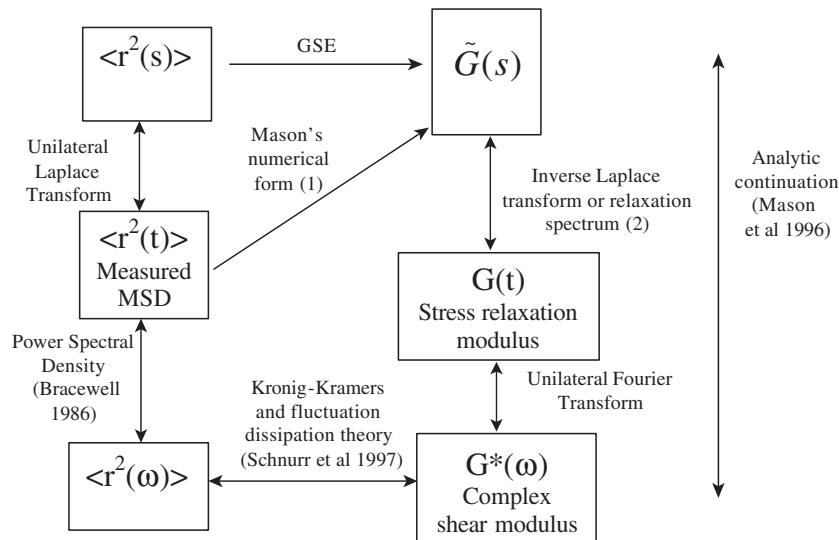 <r²(s)>
GSE
G̃(s)
Unilateral
Laplace
Transform
Mason's
numerical
form (1)
Inverse Laplace
transform or relaxation
spectrum (2)
Analytic
continuation
(Mason
et al 1996)
<r²(t)>
Measured
MSD
G(t)
Stress relaxation
modulus
Power Spectral
Density
(Bracewell
1986)
Kronig-Kramers
and fluctuation
dissipation theory
(Schnurr et al 1997)
Unilateral Fourier
Transform
<r²(ω)>
G*(ω)
Complex
shear modulus